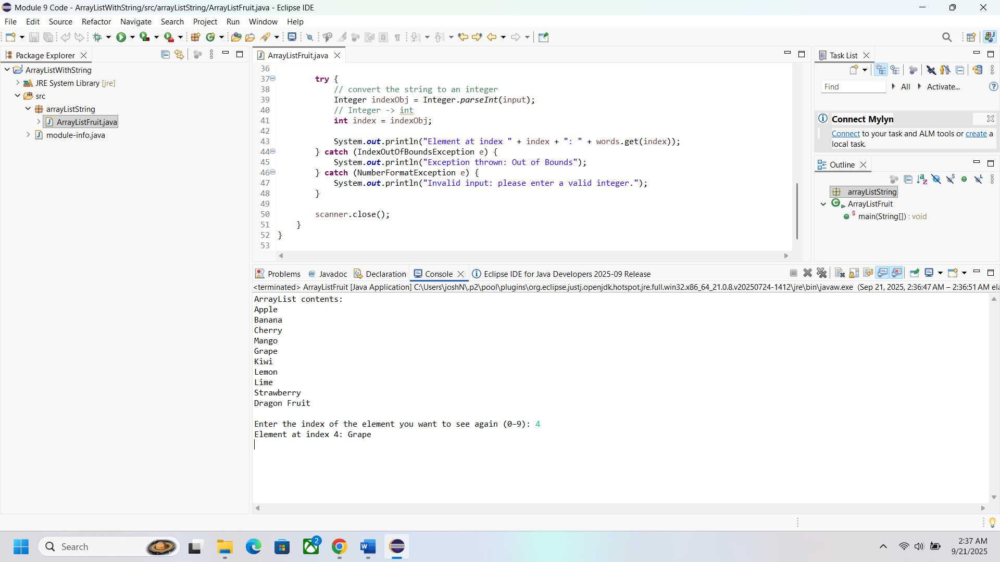 Module 9 Code - ArrayListWithString/src/arrayListString/ArrayListFruit.java - Eclipse IDE
File Edit Source Refactor Navigate Search Project Run Window Help
Package Explorer
ArrayListWithString
JRE System Library [jre]
src
arrayListString
ArrayListFruit.java
module-info.java
ArrayListFruit.java
36
37 try {
38 // convert the string to an integer
39 Integer indexObj = Integer.parseInt(input);
40 // Integer -> int
41 int index = indexObj;
42
43 System.out.println("Element at index " + index + ": " + words.get(index));
44 } catch (IndexOutOfBoundsException e) {
45 System.out.println("Exception thrown: Out of Bounds");
46 } catch (NumberFormatException e) {
47 System.out.println("Invalid input: please enter a valid integer.");
48 }
49
50 scanner.close();
51 }
52 }
53
Task List
Find All Activate...
Connect Mylyn
Connect to your task and ALM tools or create a
local task.
Outline
arrayListString
ArrayListFruit
main(String[]) : void
Problems Javadoc Declaration Console Eclipse IDE for Java Developers 2025-09 Release
<terminated> ArrayListFruit [Java Application] C:\Users\joshN\.p2\pool\plugins\org.eclipse.justj.openjdk.hotspot.jre.full.win32.x86_64_21.0.8.v20250724-1412\jre\bin\javaw.exe (Sep 21, 2025, 2:36:47 AM – 2:36:51 AM ela
ArrayList contents:
Apple
Banana
Cherry
Mango
Grape
Kiwi
Lemon
Lime
Strawberry
Dragon Fruit
Enter the index of the element you want to see again (0–9): 4
Element at index 4: Grape
Search
2
2:37 AM
9/21/2025